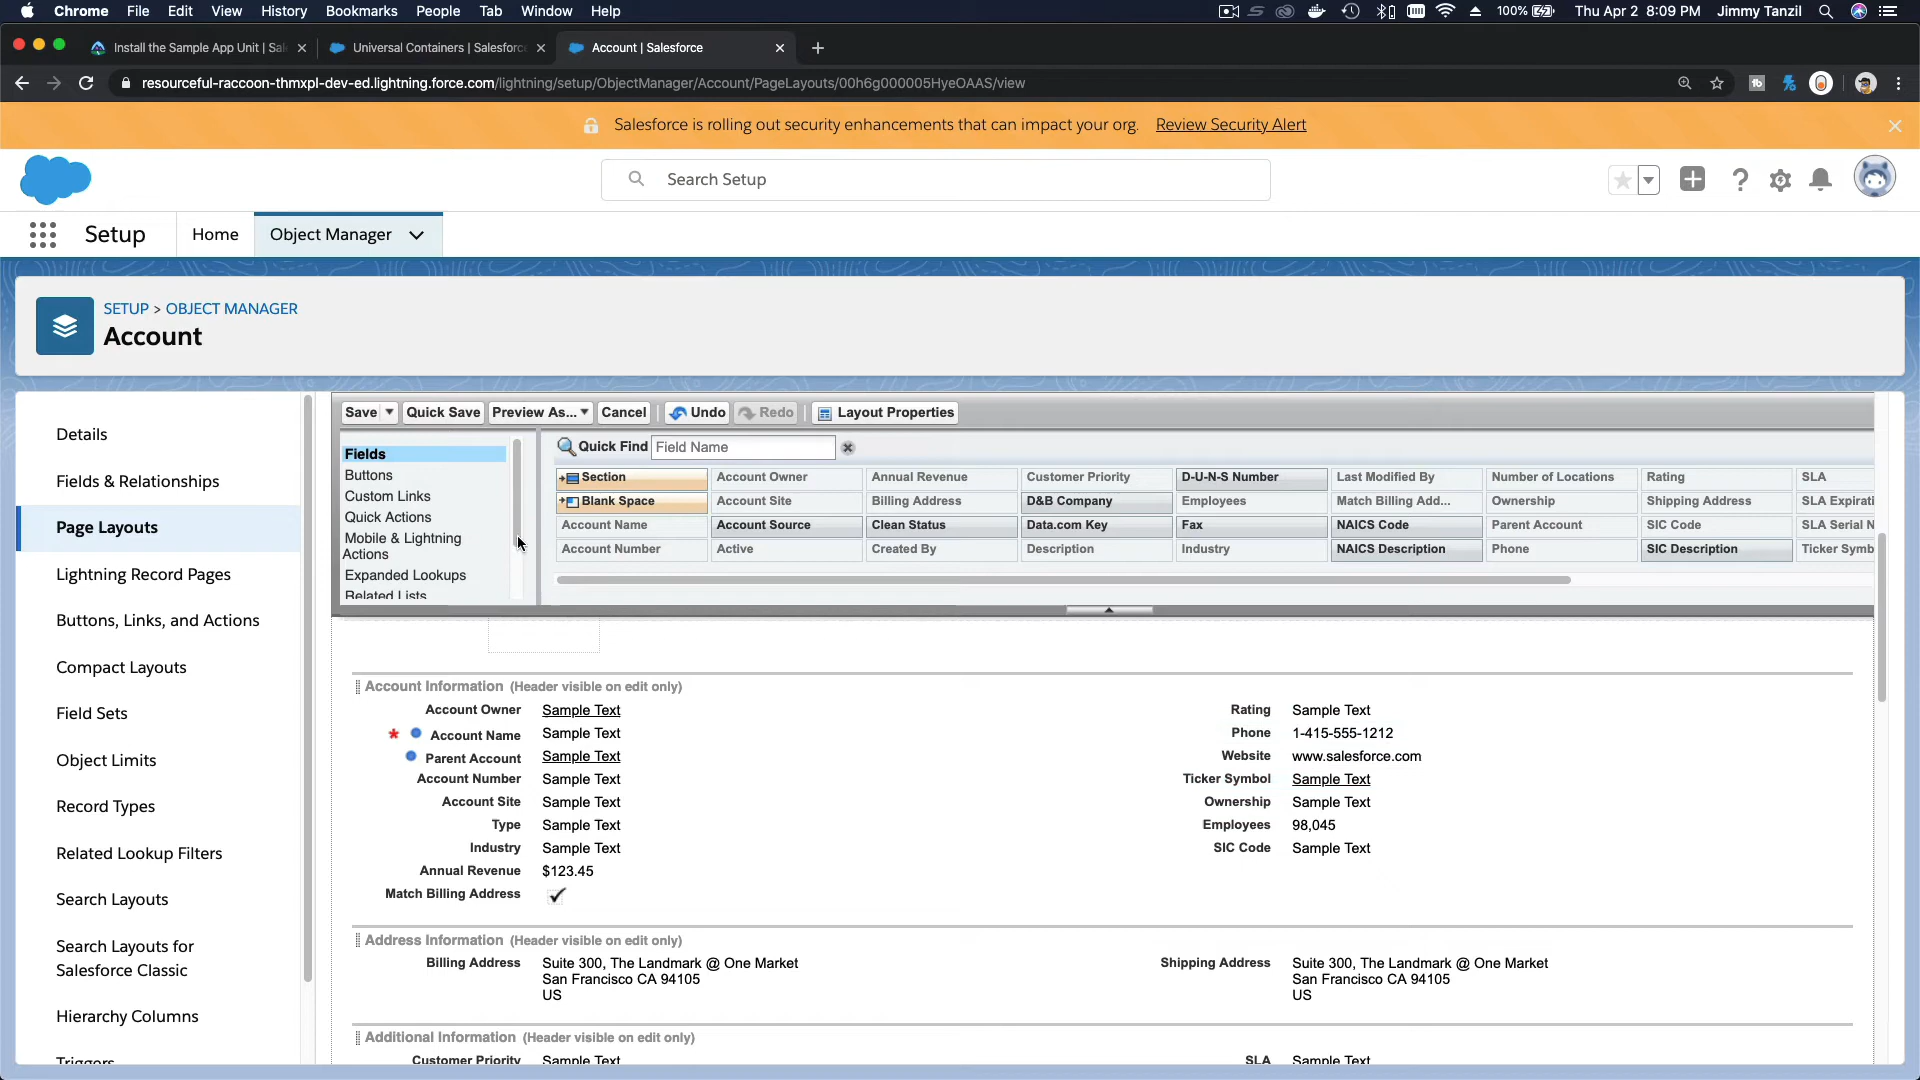 Chrome File Edit View History Bookmarks People Tab Window Help 100% Thu Apr 2 8:09 PM Jimmy Tanzil
Install the Sample App Unit | Sal Universal Containers | Salesforce Account | Salesforce
resourceful-raccoon-thmxpl-dev-ed.lightning.force.com/lightning/setup/ObjectManager/Account/PageLayouts/00h6g000005HyeOAAS/view
Salesforce is rolling out security enhancements that can impact your org. Review Security Alert
Search Setup
Setup Home Object Manager
SETUP > OBJECT MANAGER
Account
Details
Fields & Relationships
Page Layouts
Lightning Record Pages
Buttons, Links, and Actions
Compact Layouts
Field Sets
Object Limits
Record Types
Related Lookup Filters
Search Layouts
Search Layouts for
Salesforce Classic
Hierarchy Columns
Triggers
Save Quick Save Preview As... Cancel Undo Redo Layout Properties
Fields
Buttons
Custom Links
Quick Actions
Mobile & Lightning
Actions
Expanded Lookups
Related Lists
Quick Find Field Name
Section Account Owner Annual Revenue Customer Priority D-U-N-S Number Last Modified By Number of Locations Rating SLA
Blank Space Account Site Billing Address D&B Company Employees Match Billing Add... Ownership Shipping Address SLA Expirati
Account Name Account Source Clean Status Data.com Key Fax NAICS Code Parent Account SIC Code SLA Serial N
Account Number Active Created By Description Industry NAICS Description Phone SIC Description Ticker Symb
Account Information (Header visible on edit only)
Account Owner Sample Text Rating Sample Text
* Account Name Sample Text Phone 1-415-555-1212
Parent Account Sample Text Website www.salesforce.com
Account Number Sample Text Ticker Symbol Sample Text
Account Site Sample Text Ownership Sample Text
Type Sample Text Employees 98,045
Industry Sample Text SIC Code Sample Text
Annual Revenue $123.45
Match Billing Address
Address Information (Header visible on edit only)
Billing Address Suite 300, The Landmark @ One Market Shipping Address Suite 300, The Landmark @ One Market
San Francisco CA 94105 San Francisco CA 94105
US US
Additional Information (Header visible on edit only)
Customer Priority Sample Text SLA Sample Text